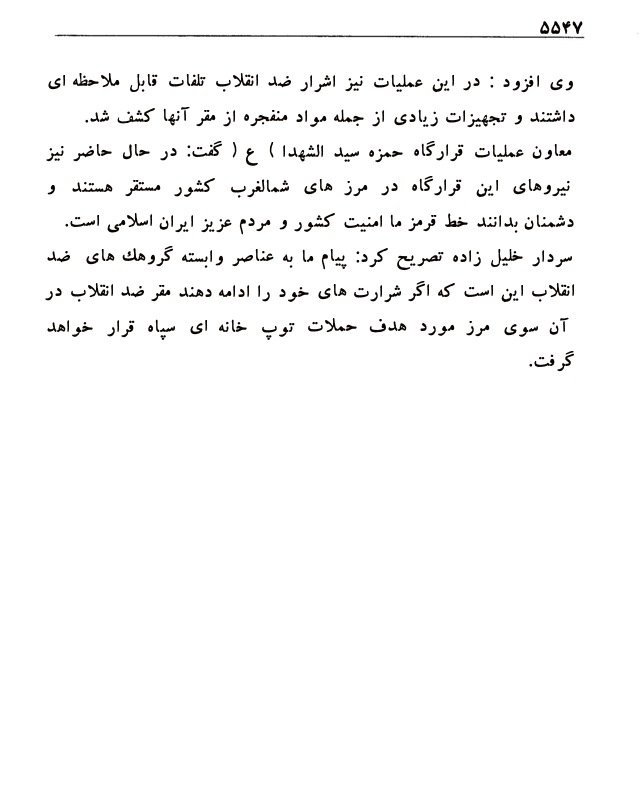 ۵۵۴۷
وی افزود : در این عملیات نیز اشرار ضد انقلاب تلفات قابل ملاحظه ای
داشتند و تجهیزات زیادی از جمله مواد منفجره از مقر آنها کشف شد.
معاون عملیات قرارگاه حمزه سید الشهدا ) ع ( گفت: در حال حاضر نیز
نیروهای این قرارگاه در مرز های شمالغرب کشور مستقر هستند و
دشمنان بدانند خط قرمز ما امنیت کشور و مردم عزیز ایران اسلامی است.
سردار خلیل زاده تصریح کرد: پیام ما به عناصر وابسته گروهك های ضد
انقلاب این است که اگر شرارت های خود را ادامه دهند مقر ضد انقلاب در
آن سوی مرز مورد هدف حملات توپ خانه ای سپاه قرار خواهد
گرفت.